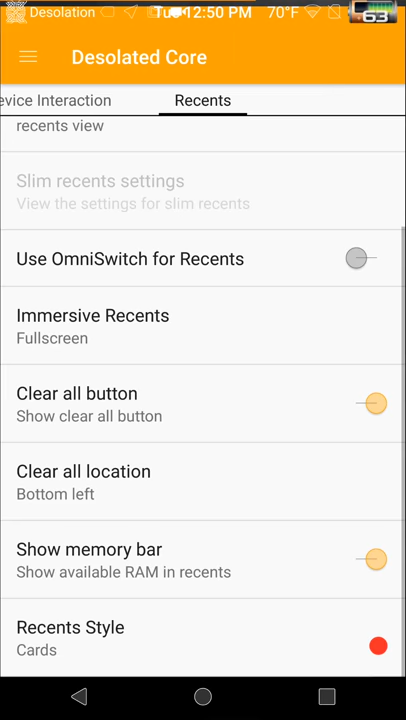 Desolation Tue 12:50 PM 70°F 63
Desolated Core
evice Interaction Recents
recents view
Slim recents settings
View the settings for slim recents
Use OmniSwitch for Recents
Immersive Recents
Fullscreen
Clear all button
Show clear all button
Clear all location
Bottom left
Show memory bar
Show available RAM in recents
Recents Style
Cards